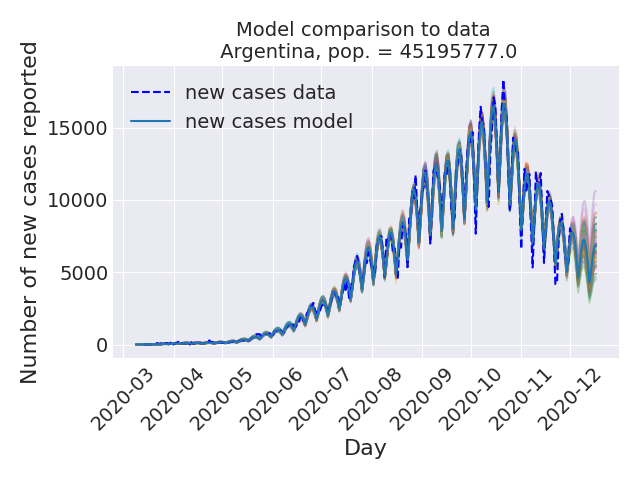 Model comparison to data
Argentina, pop. = 45195777.0
Number of new cases reported
new cases data
new cases model
15000
10000
5000
0
2020-03
2020-04
2020-05
2020-06
2020-07
2020-08
2020-09
2020-10
2020-11
2020-12
Day